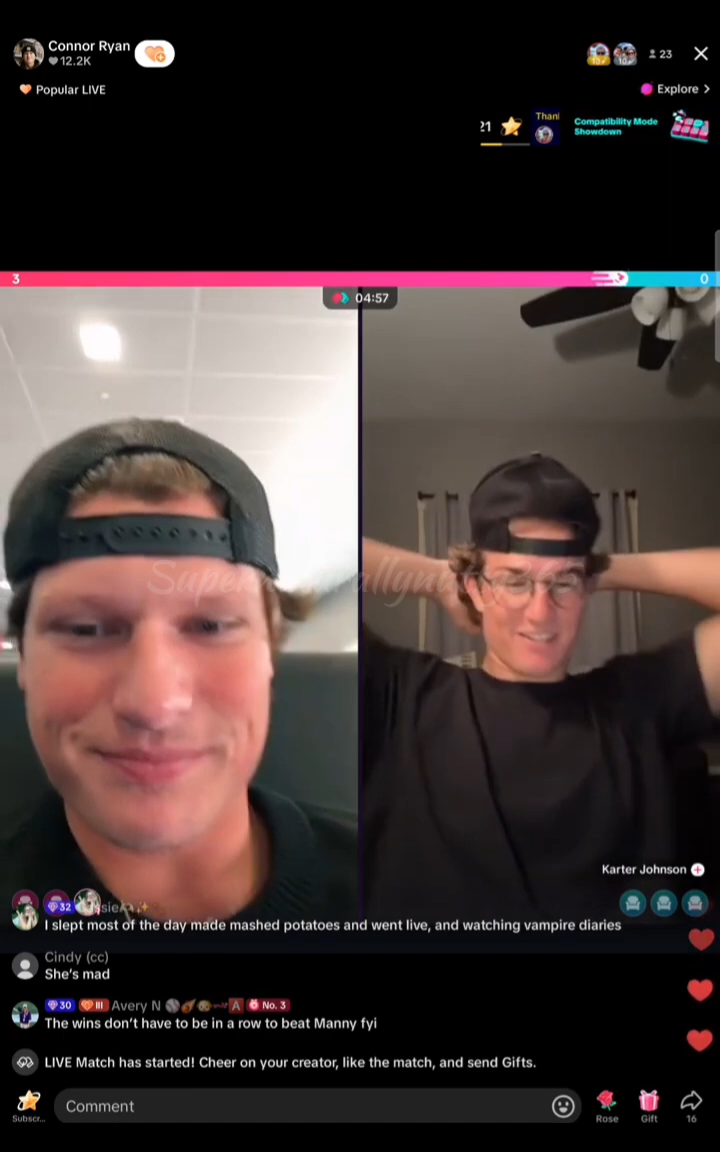 Connor Ryan
12.2K
23
Popular LIVE
Explore >
21
Than
Compatibility Mode
Showdown
3
0
04:57
Karter Johnson
32
I slept most of the day made mashed potatoes and went live, and watching vampire diaries
Cindy (cc)
She's mad
30 III Avery N A No. 3
The wins don't have to be in a row to beat Manny fyi
LIVE Match has started! Cheer on your creator, like the match, and send Gifts.
Subscr...
Comment
Rose
Gift
16